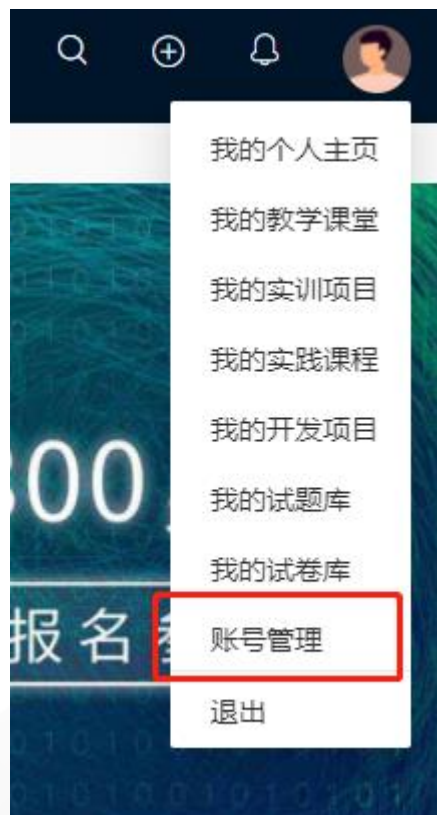 我的个人主页
我的教学课堂
我的实训项目
我的实践课程
我的开发项目
00
我的试题库
我的试卷库
报名
账号管理
退出